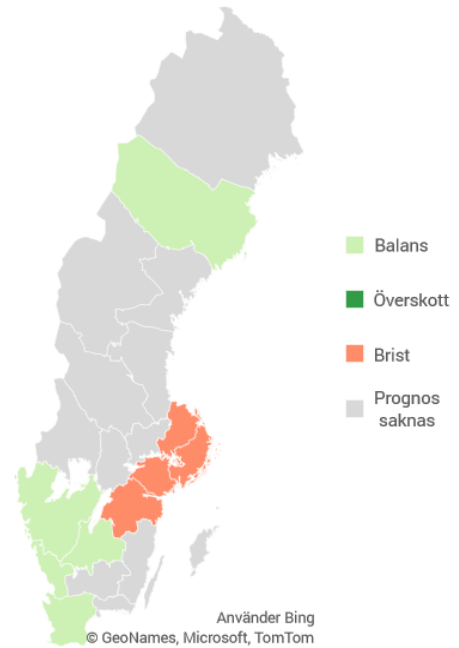 Balans
Överskott
Brist
Prognos
saknas
Använder Bing
© GeoNames, Microsoft, TomTom